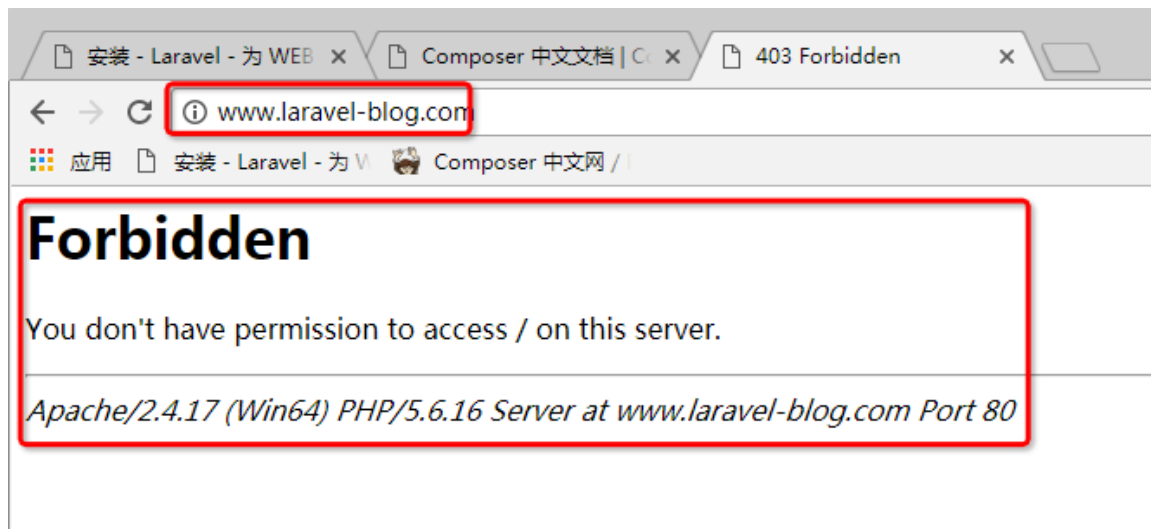 安装 - Laravel - 为 WEB
Composer 中文文档 | Co
403 Forbidden
www.laravel-blog.com
应用
安装 - Laravel - 为 W
Composer 中文网 /
Forbidden
You don't have permission to access / on this server.
Apache/2.4.17 (Win64) PHP/5.6.16 Server at www.laravel-blog.com Port 80